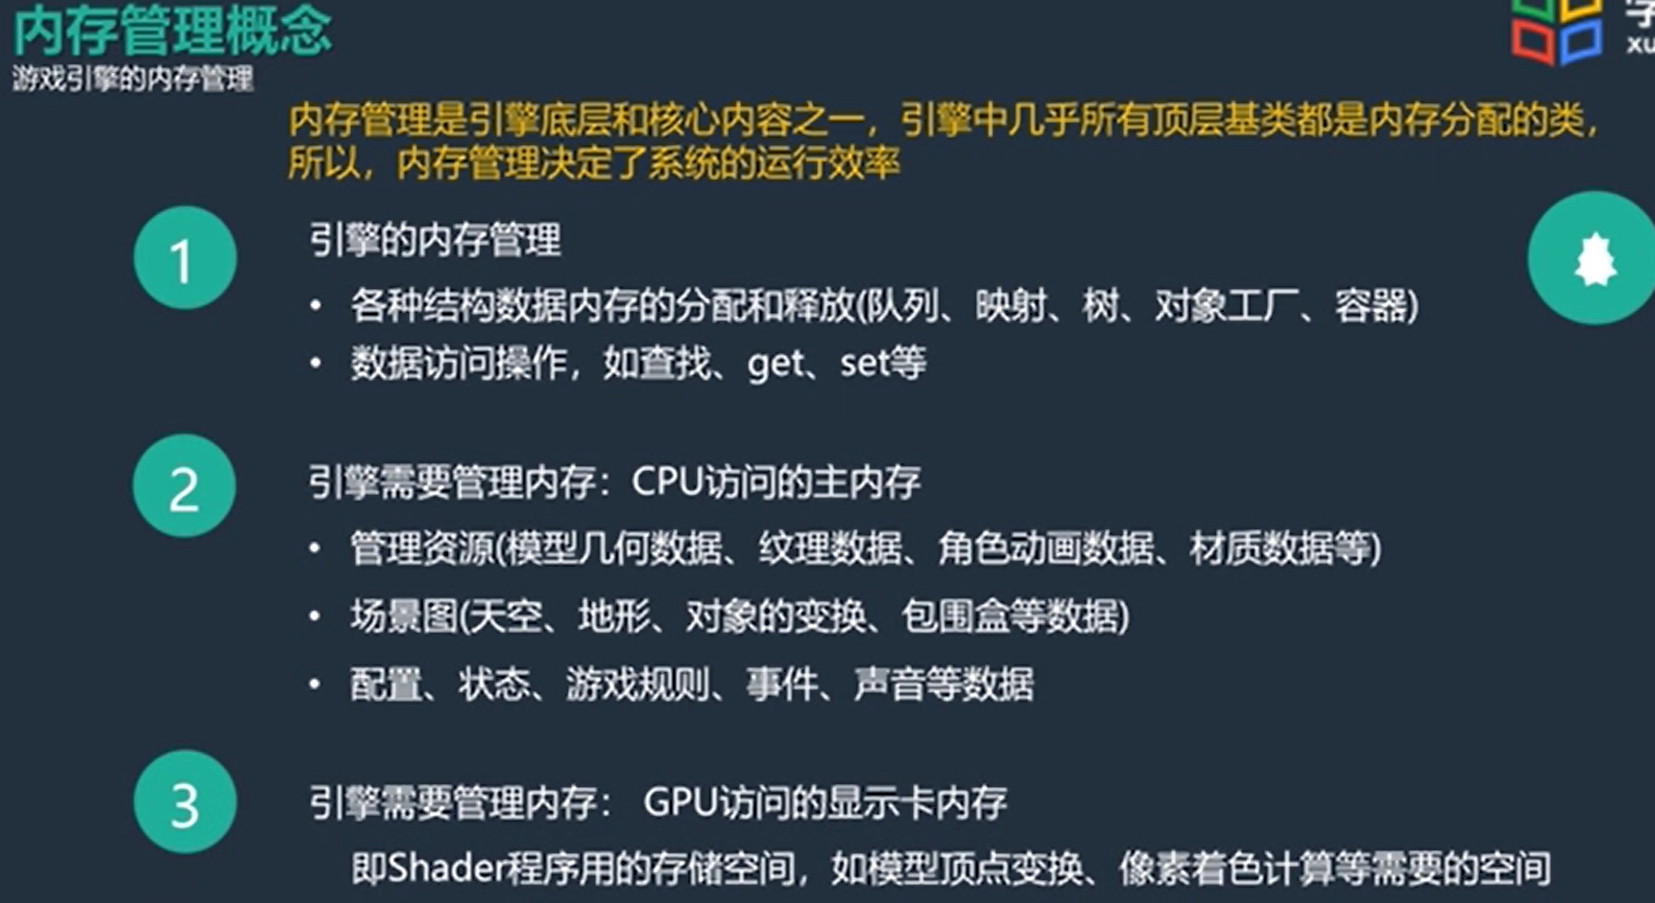 内存管理概念
游戏引擎的内存管理
内存管理是引擎底层和核心内容之一，引擎中几乎所有顶层基类都是内存分配的类，
所以，内存管理决定了系统的运行效率
1
引擎的内存管理
• 各种结构数据内存的分配和释放(队列、映射、树、对象工厂、容器)
• 数据访问操作，如查找、get、set等
2
引擎需要管理内存：CPU访问的主内存
• 管理资源(模型几何数据、纹理数据、角色动画数据、材质数据等)
• 场景图(天空、地形、对象的变换、包围盒等数据)
• 配置、状态、游戏规则、事件、声音等数据
3
引擎需要管理内存： GPU访问的显示卡内存
即Shader程序用的存储空间，如模型顶点变换、像素着色计算等需要的空间